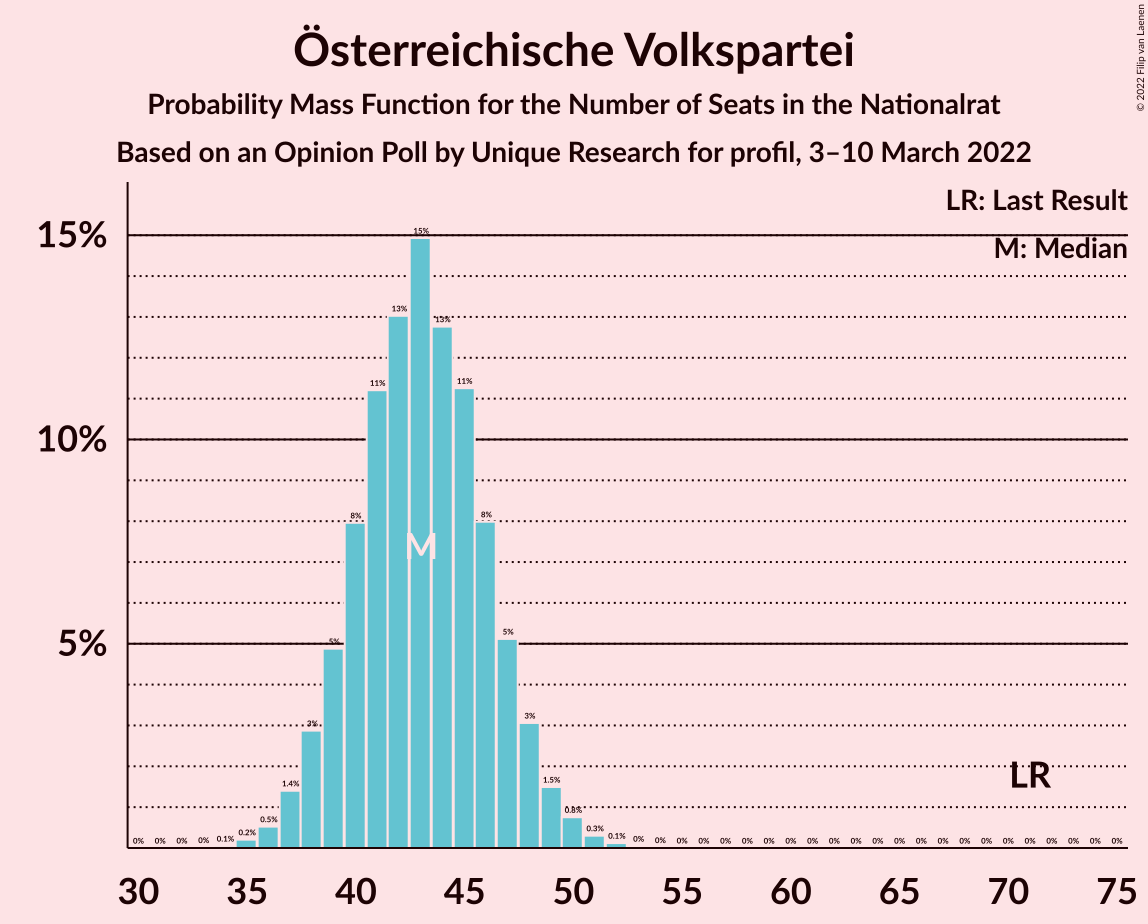 Österreichische Volkspartei
Probability Mass Function for the Number of Seats in the Nationalrat
Based on an Opinion Poll by Unique Research for profil, 3–10 March 2022
© 2022 Filip van Laenen
LR: Last Result
M: Median
15%
10%
5%
0% 0% 0% 0% 0.1% 0.2% 0.5% 1.4% 3% 5% 8% 11% 13% 15% 13% 11% 8% 5% 3% 1.5% 0.8% 0.3% 0.1% 0% 0% 0% 0% 0% 0% 0% 0% 0% 0% 0% 0% 0% 0% 0% 0% 0% 0% 0% 0% 0% 0% 0%
M
LR
30 35 40 45 50 55 60 65 70 75